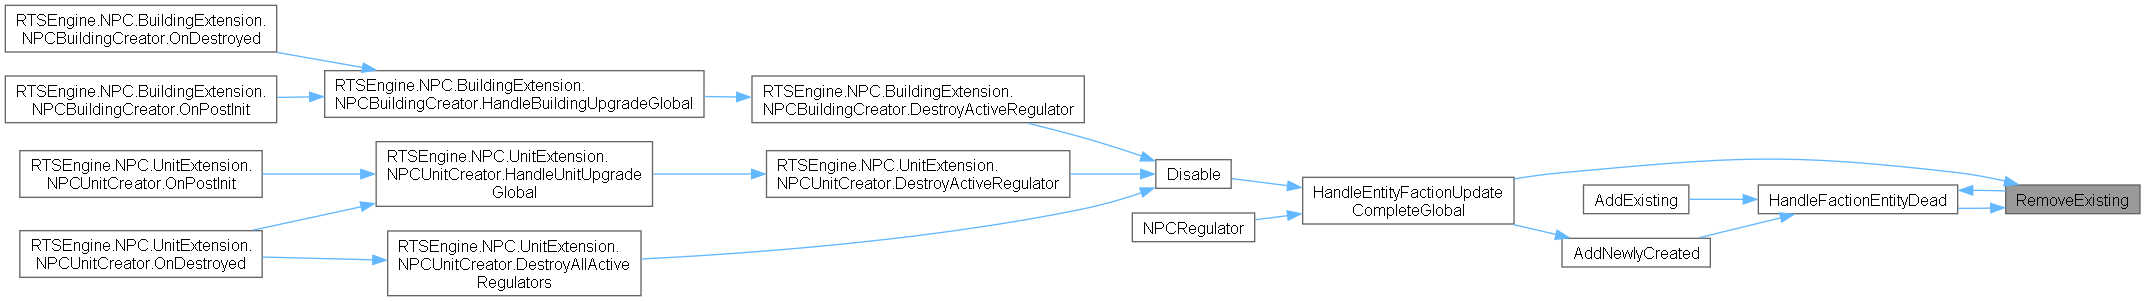 RTSEngine.NPC.BuildingExtension.
NPCBuildingCreator.OnDestroyed
RTSEngine.NPC.BuildingExtension.
NPCBuildingCreator.OnPostInit
RTSEngine.NPC.UnitExtension.
NPCUnitCreator.OnPostInit
RTSEngine.NPC.UnitExtension.
NPCUnitCreator.OnDestroyed
RTSEngine.NPC.BuildingExtension.
NPCBuildingCreator.HandleBuildingUpgradeGlobal
RTSEngine.NPC.UnitExtension.
NPCUnitCreator.HandleUnitUpgrade
Global
RTSEngine.NPC.UnitExtension.
NPCUnitCreator.DestroyAllActive
Regulators
RTSEngine.NPC.BuildingExtension.
NPCBuildingCreator.DestroyActiveRegulator
RTSEngine.NPC.UnitExtension.
NPCUnitCreator.DestroyActiveRegulator
Disable
NPCRegulator
HandleEntityFactionUpdate
CompleteGlobal
AddExisting
AddNewlyCreated
HandleFactionEntityDead
RemoveExisting